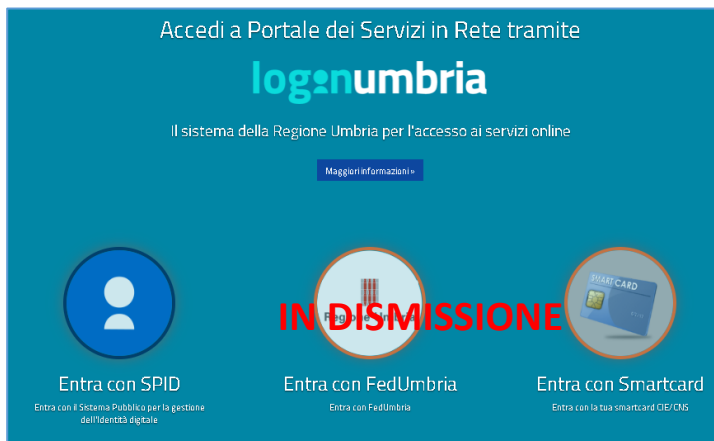 Accedi a Portale dei Servizi in Rete tramite
loginumbria
Il sistema della Regione Umbria per l'accesso ai servizi online
Maggiori informazioni »
SMART CARD
IN DISMISSIONE
Regione Umbria
Entra con SPID
Entra con FedUmbria
Entra con Smartcard
Entra con il Sistema Pubblico per la gestione
dell'Identità digitale
Entra con FedUmbria
Entra con la tua smartcard CIE/CNS